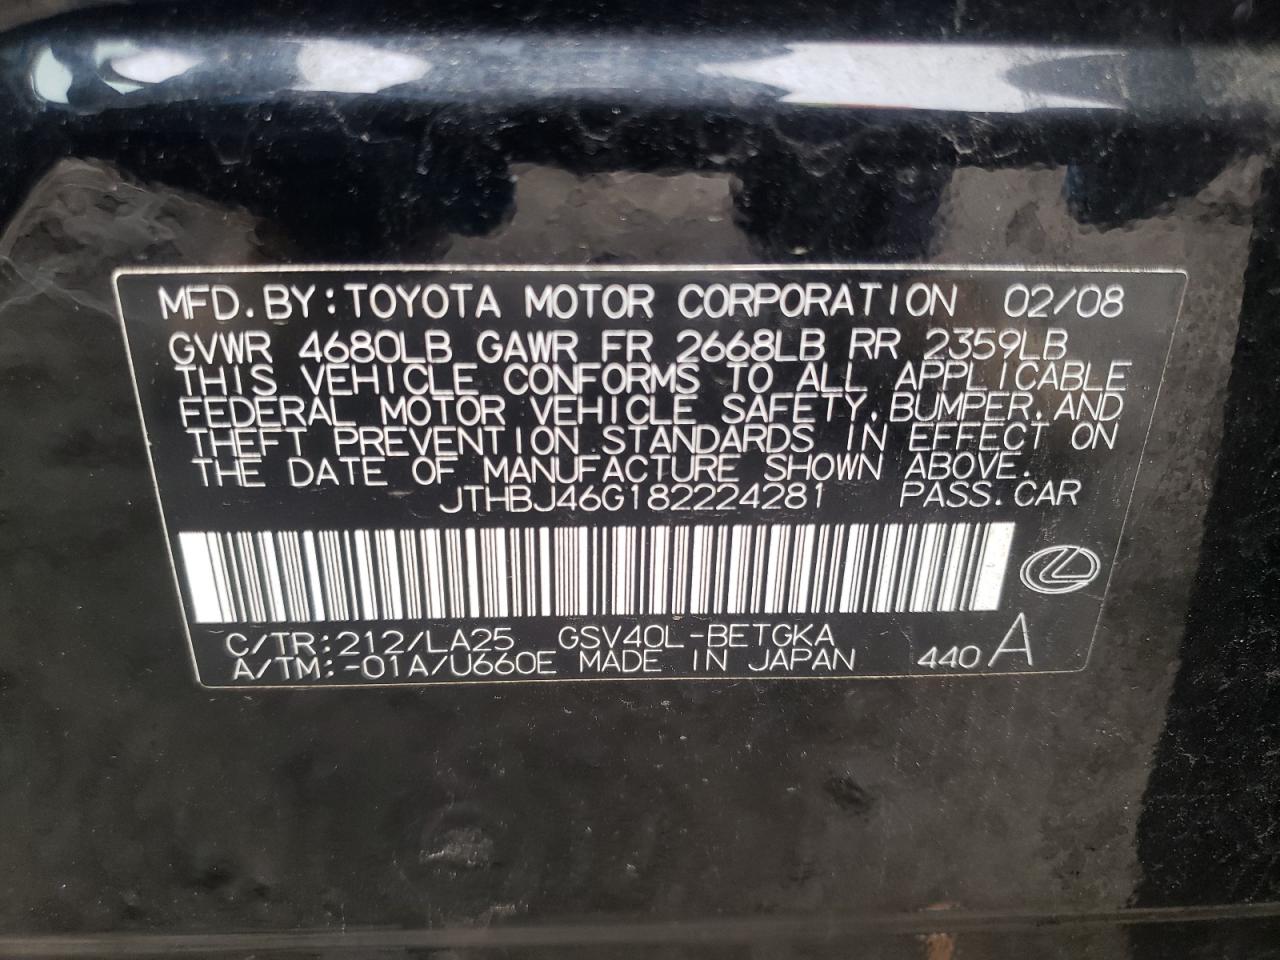 MFD.BY:TOYOTA MOTOR CORPORATION 02/08
GVWR 4680LB GAWR FR 2668LB RR 2359LB
THIS VEHICLE CONFORMS TO ALL APPLICABLE
FEDERAL MOTOR VEHICLE SAFETY,BUMPER,AND
THEFT PREVENTION STANDARDS IN EFFECT ON
THE DATE OF MANUFACTURE SHOWN ABOVE.
JTHBJ46G182224281 PASS.CAR
C/TR:212/LA25 GSV40L-BETGKA
A/TM:-01A/U660E MADE IN JAPAN 440 A